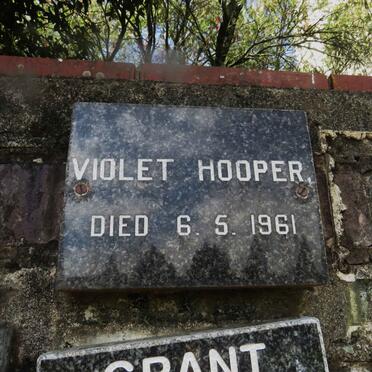 VIOLET HOOPER.
DIED 6.5.1961
GRANT